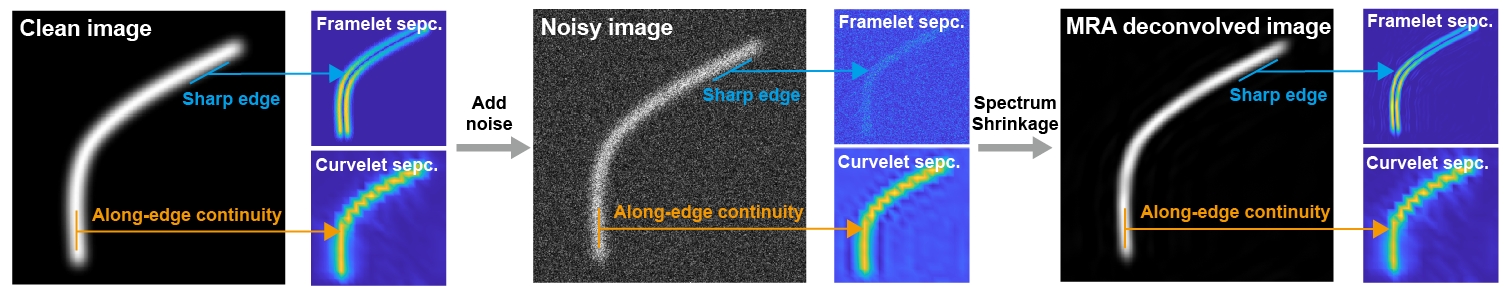 Clean image
Framelet sepc.
Sharp edge
Curvelet sepc.
Along-edge continuity
Add
noise
Noisy image
Framelet sepc.
Sharp edge
Curvelet sepc.
Along-edge continuity
Spectrum
Shrinkage
MRA deconvolved image
Framelet sepc.
Sharp edge
Curvelet sepc.
Along-edge continuity